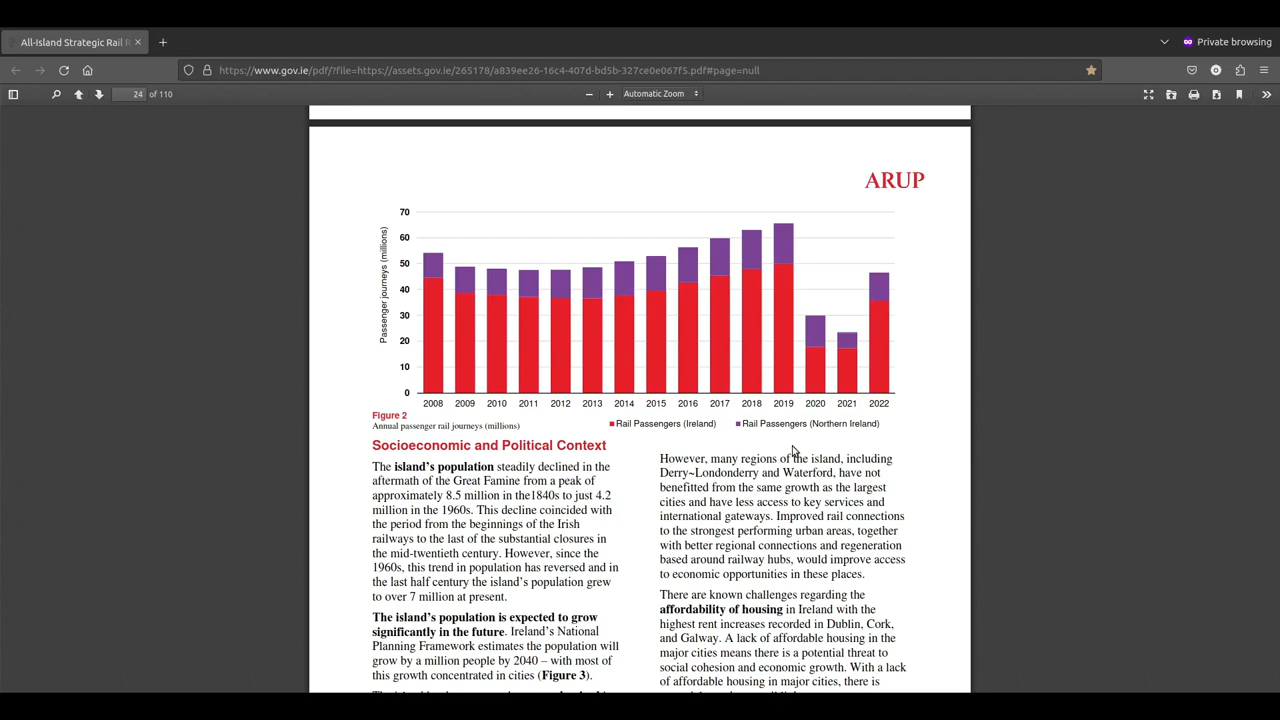 All-Island Strategic Rail R
Private browsing
https://www.gov.ie/pdf/?file=https://assets.gov.ie/265178/a839ee26-16c4-407d-bd5b-327ce0e067f5.pdf#page=null
24 of 110
Automatic Zoom
ARUP
Passenger journeys (millions)
70
60
50
40
30
20
10
0
2008 2009 2010 2011 2012 2013 2014 2015 2016 2017 2018 2019 2020 2021 2022
Figure 2
Annual passenger rail journeys (millions)
Rail Passengers (Ireland) Rail Passengers (Northern Ireland)
Socioeconomic and Political Context
The island's population steadily declined in the
aftermath of the Great Famine from a peak of
approximately 8.5 million in the1840s to just 4.2
million in the 1960s. This decline coincided with
the period from the beginnings of the Irish
railways to the last of the substantial closures in
the mid-twentieth century. However, since the
1960s, this trend in population has reversed and in
the last half century the island's population grew
to over 7 million at present.
The island's population is expected to grow
significantly in the future. Ireland's National
Planning Framework estimates the population will
grow by a million people by 2040 – with most of
this growth concentrated in cities (Figure 3).
However, many regions of the island, including
Derry~Londonderry and Waterford, have not
benefitted from the same growth as the largest
cities and have less access to key services and
international gateways. Improved rail connections
to the strongest performing urban areas, together
with better regional connections and regeneration
based around railway hubs, would improve access
to economic opportunities in these places.
There are known challenges regarding the
affordability of housing in Ireland with the
highest rent increases recorded in Dublin, Cork,
and Galway. A lack of affordable housing in the
major cities means there is a potential threat to
social cohesion and economic growth. With a lack
of affordable housing in major cities, there is